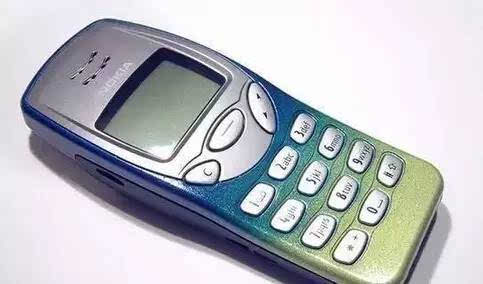 NOKIA
C
1 2abc 3def
4ghi 5jkl 6mno
7pqrs 8tuv 9wxyz
*+ 0 #⇧